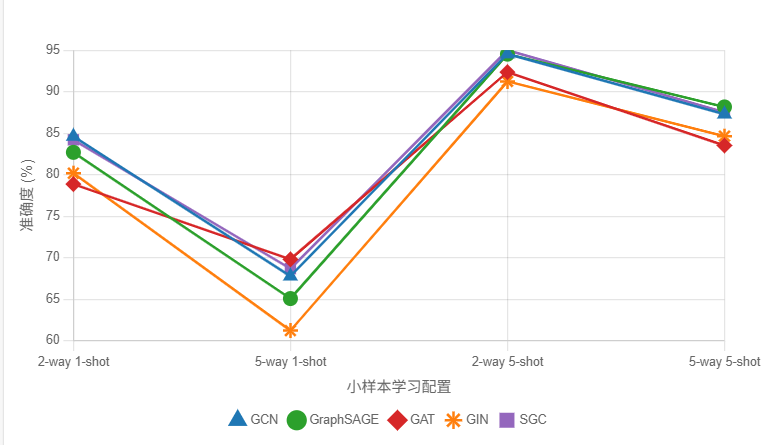 95
90
85
80
75
70
65
60
准确度 (%)
2-way 1-shot
5-way 1-shot
2-way 5-shot
5-way 5-shot
小样本学习配置
GCN GraphSAGE GAT GIN SGC